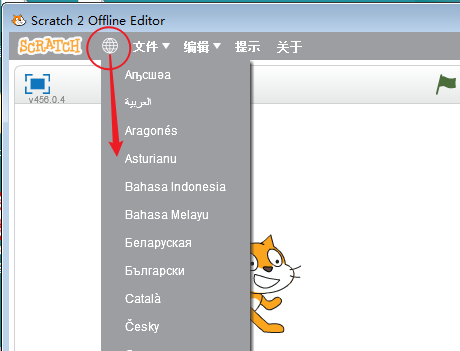 Scratch 2 Offline Editor
SCRATCH 文件 编辑 提示 关于
v456.0.4
Аҧсшәа
العربية
Aragonés
Asturianu
Bahasa Indonesia
Bahasa Melayu
Беларуская
Български
Català
Česky